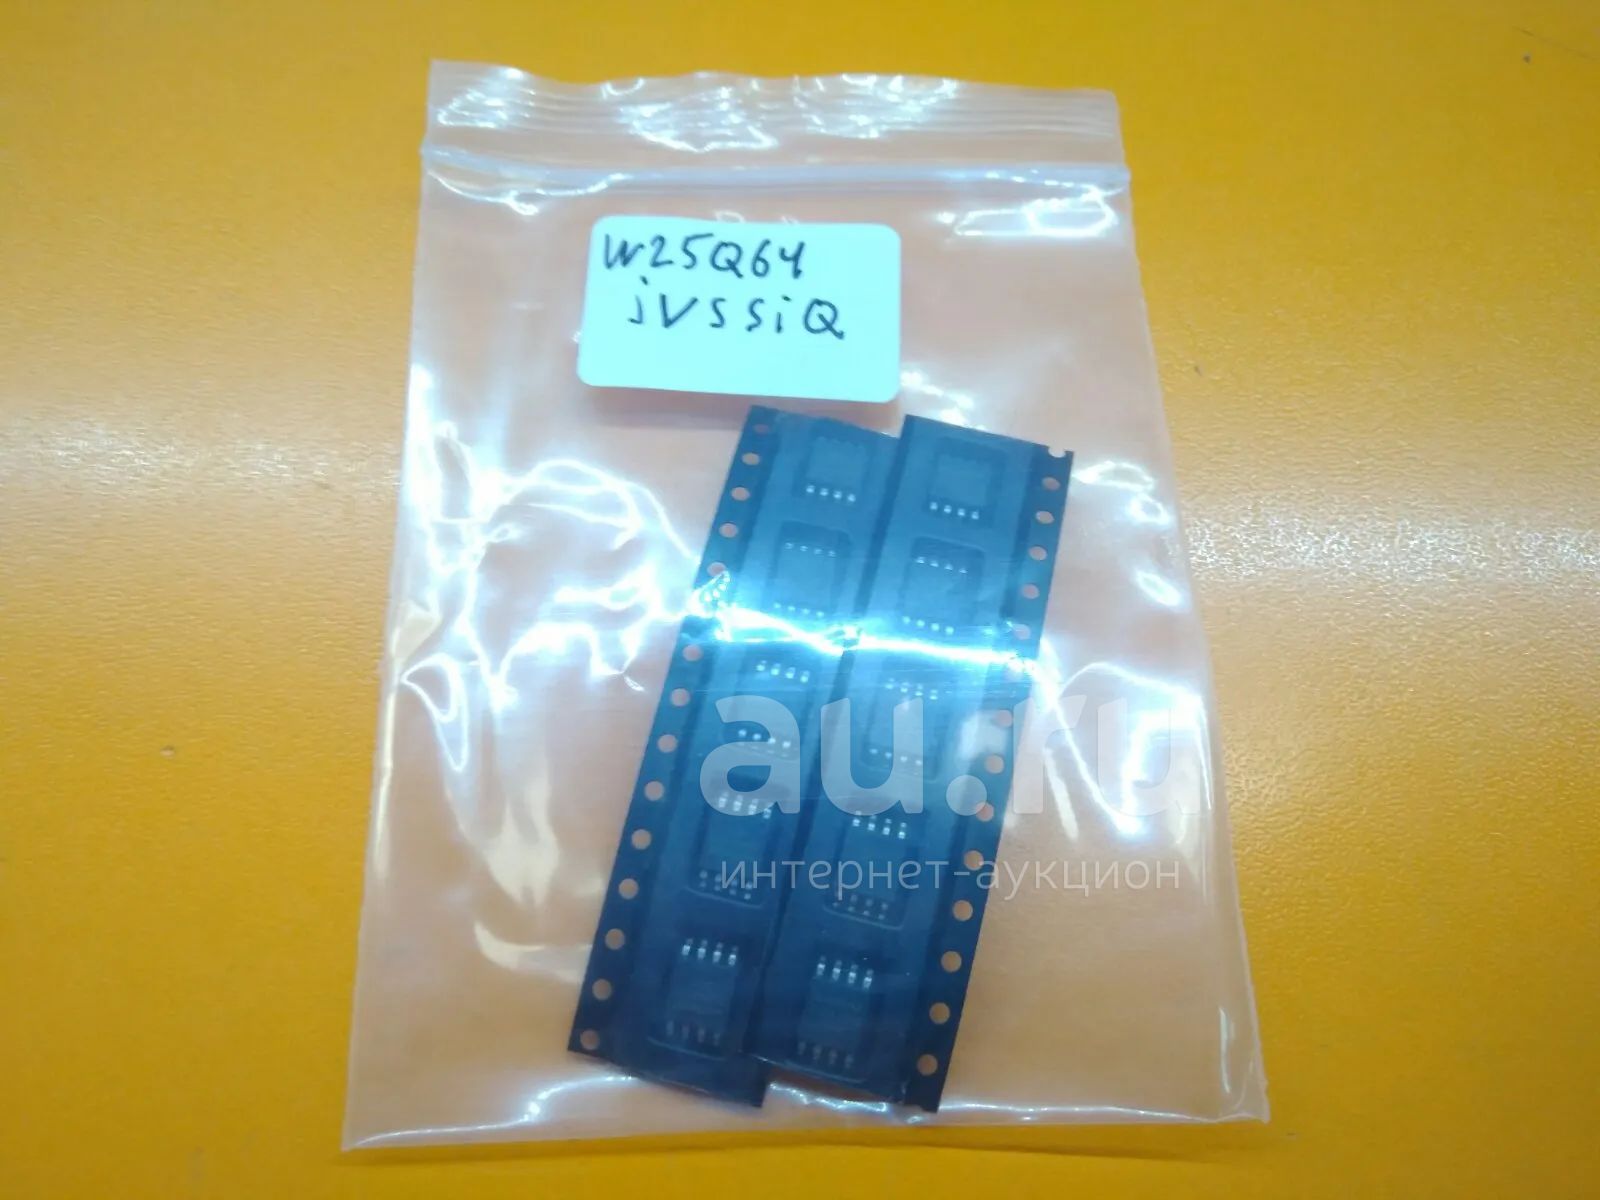 W25Q64
jVSSiQ
au.ru
интернет-аукцион